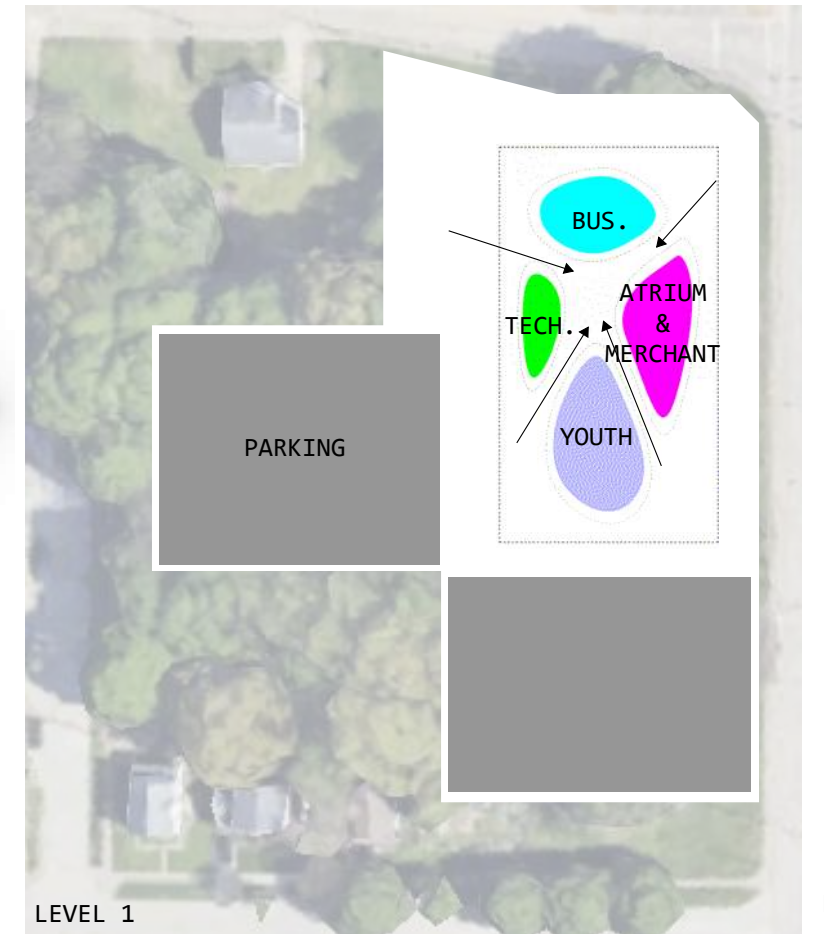 BUS.
ATRIUM
&
MERCHANT
TECH.
YOUTH
PARKING
LEVEL 1